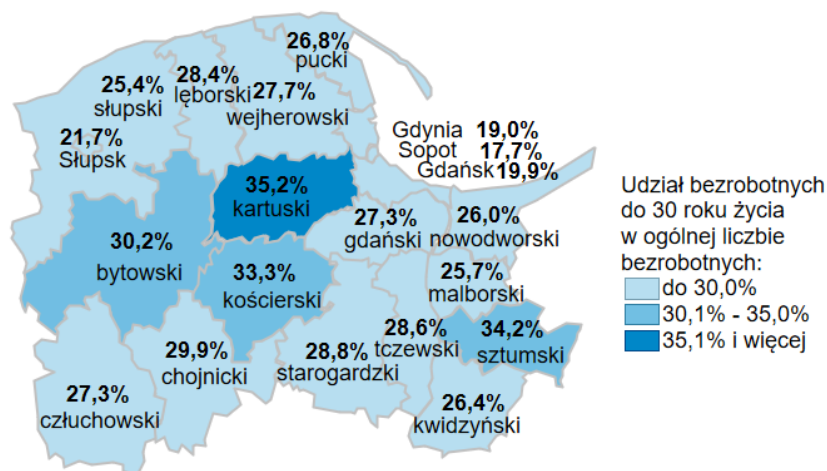 26,8%
pucki
28,4%
lęborski
25,4%
słupski
27,7%
wejherowski
21,7%
Słupsk
Gdynia 19,0%
Sopot 17,7%
Gdańsk 19,9%
35,2%
kartuski
27,3%
gdański
26,0%
nowodworski
30,2%
bytowski
33,3%
kościerski
25,7%
malborski
34,2%
sztumski
28,6%
tczewski
28,8%
starogardzki
29,9%
chojnicki
27,3%
człuchowski
26,4%
kwidzyński
Udział bezrobotnych
do 30 roku życia
w ogólnej liczbie
bezrobotnych:
do 30,0%
30,1% - 35,0%
35,1% i więcej